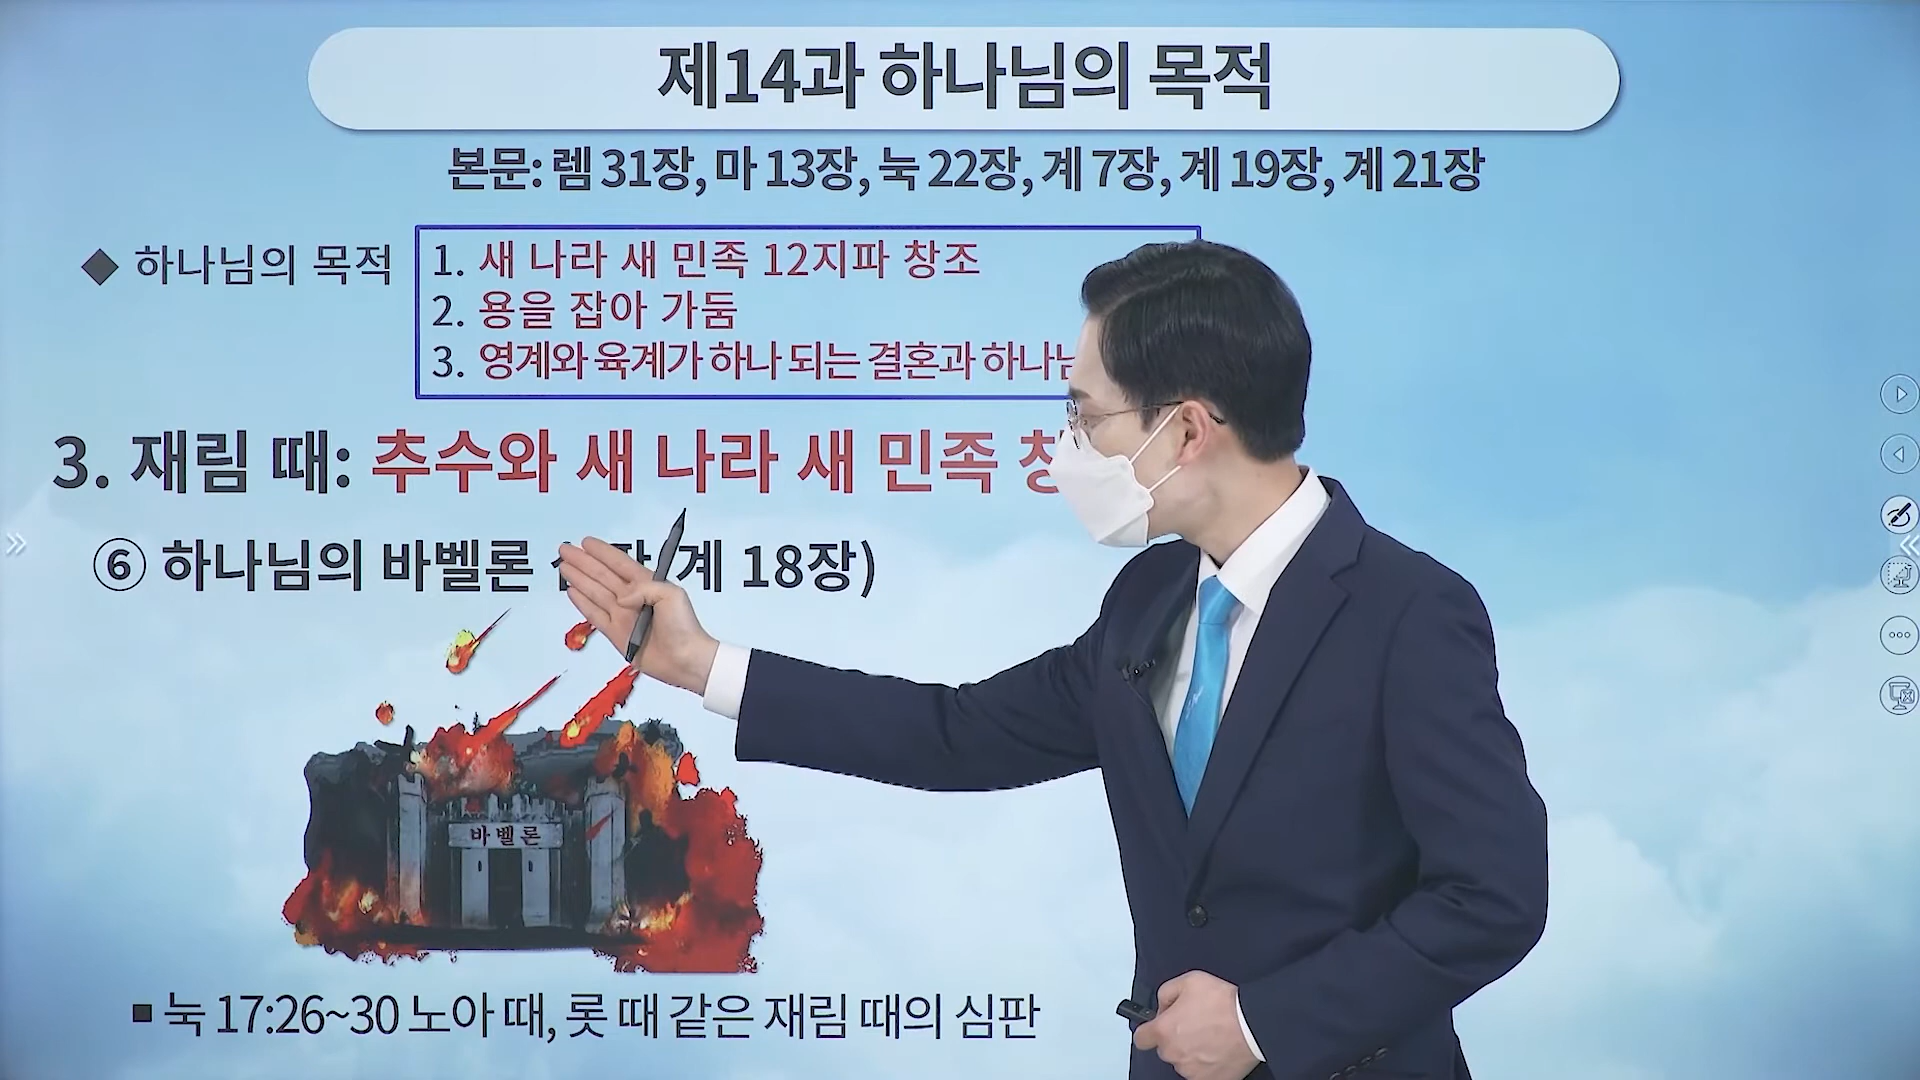 제14과 하나님의 목적
본문: 렘 31장, 마 13장, 눅 22장, 계 7장, 계 19장, 계 21장
◆ 하나님의 목적
1. 새 나라 새 민족 12지파 창조
2. 용을 잡아 가둠
3. 영계와 육계가 하나 되는 결혼과
3. 재림 때: 추수와 새 나라 새 민족
⑥ 하나님의 바벨론 계 18장)
바벨론
■ 눅 17:26~30 노아 때, 롯 때 같은 재림 때의 심판